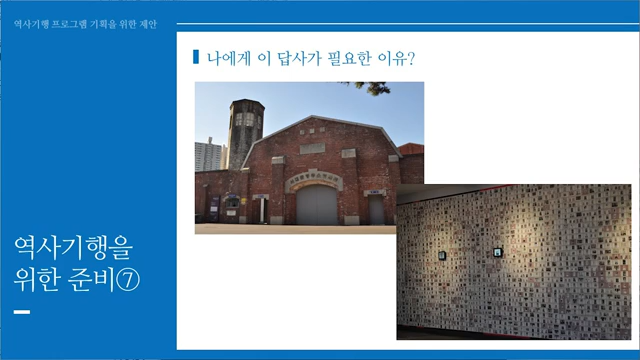 역사기행 프로그램 기획을 위한 제안
나에게 이 답사가 필요한 이유?
역사기행을
위한 준비⑦